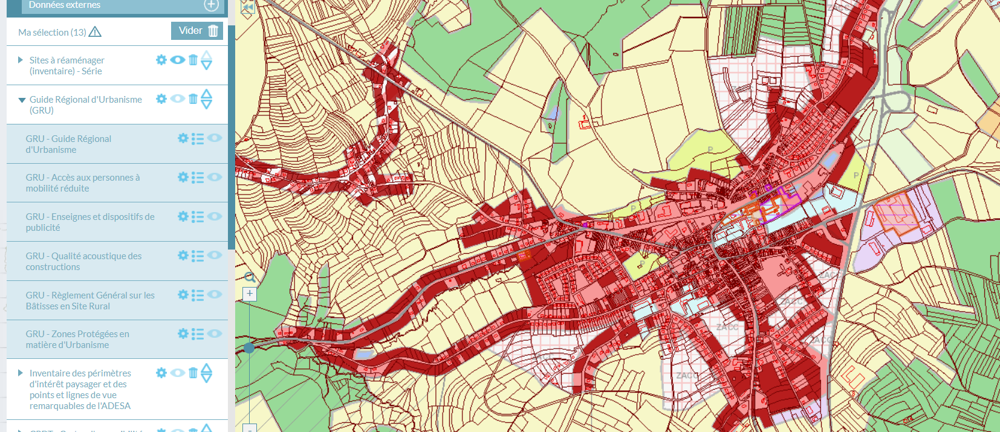 Données externes
Ma sélection (13)
Vider
Sites à réaménager
(inventaire) - Série
Guide Régional d'Urbanisme
(GRU)
GRU - Guide Régional
d'Urbanisme
GRU - Accès aux personnes à
mobilité réduite
GRU - Enseignes et dispositifs de
publicité
GRU - Qualité acoustique des
constructions
GRU - Règlement Général sur les
Bâtisses en Site Rural
GRU - Zones Protégées en
matière d'Urbanisme
Inventaire des périmètres
d'intérêt paysager et des
points et lignes de vue
remarquables de l'ADESA
+
-
ZACC
P
P
P
P
ZACC
ZACC
ZACC
ZACC
ZACC